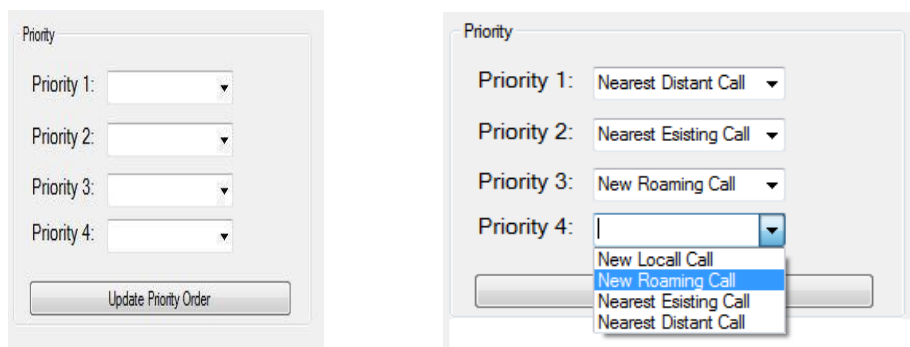 Priority
Priority 1:
Priority 2:
Priority 3:
Priority 4:
Update Priority Order
Priority
Priority 1: Nearest Distant Call
Priority 2: Nearest Esisting Call
Priority 3: New Roaming Call
Priority 4:
New Locall Call
New Roaming Call
Nearest Esisting Call
Nearest Distant Call